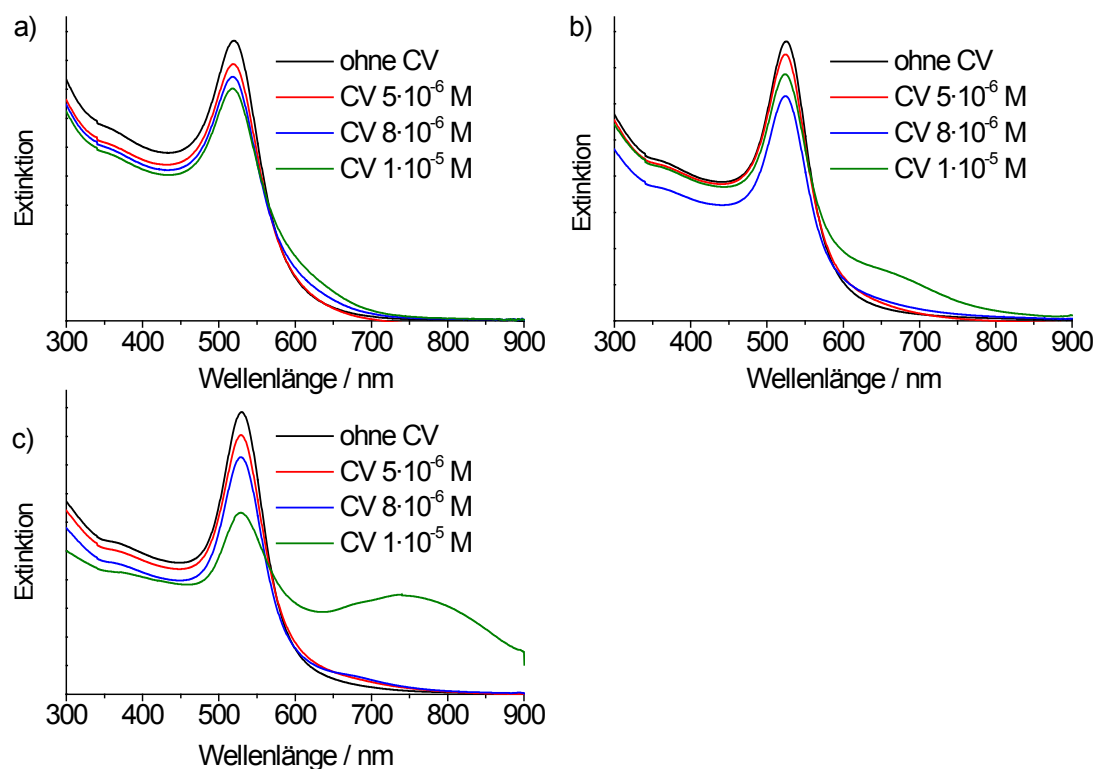 a)
ohne CV
CV 5·10⁻⁶ M
CV 8·10⁻⁶ M
CV 1·10⁻⁵ M
Extinktion
300 400 500 600 700 800 900
Wellenlänge / nm
b)
ohne CV
CV 5·10⁻⁶ M
CV 8·10⁻⁶ M
CV 1·10⁻⁵ M
Extinktion
300 400 500 600 700 800 900
Wellenlänge / nm
c)
ohne CV
CV 5·10⁻⁶ M
CV 8·10⁻⁶ M
CV 1·10⁻⁵ M
Extinktion
300 400 500 600 700 800 900
Wellenlänge / nm